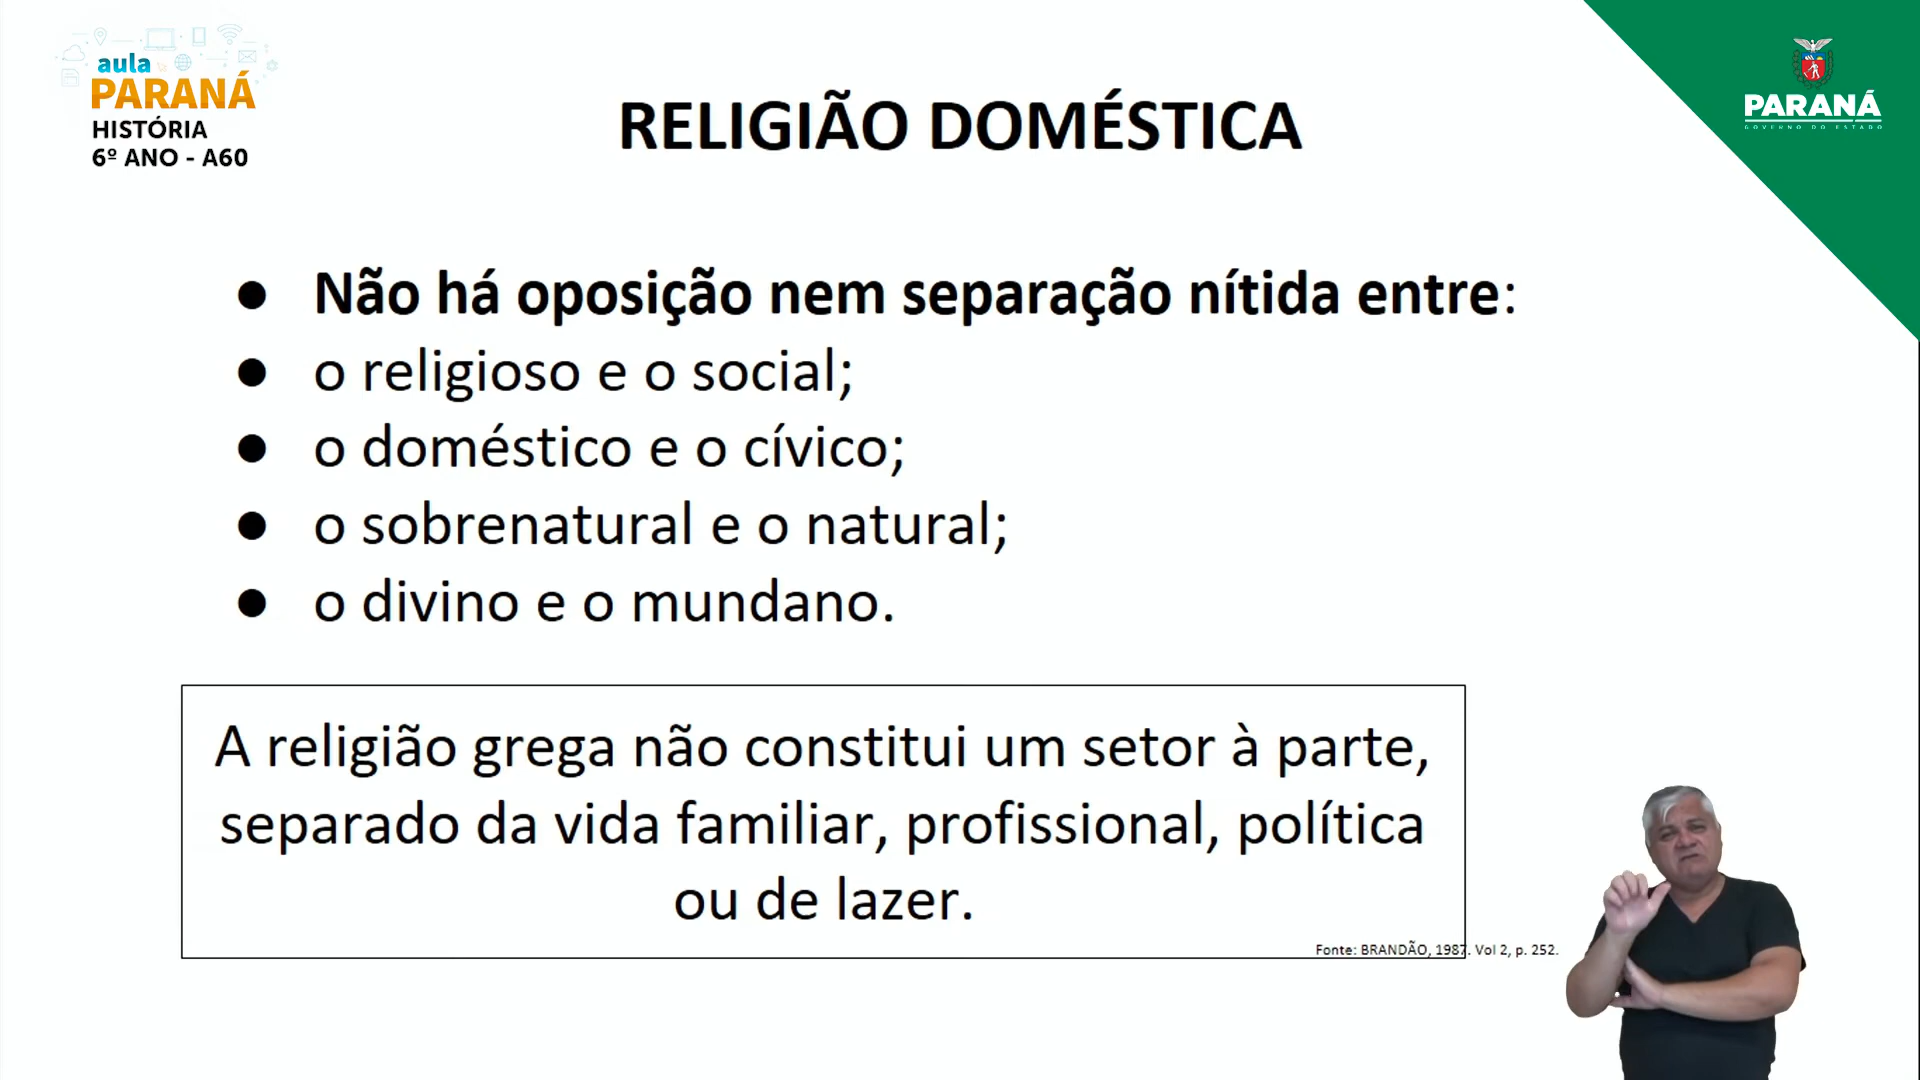 aula
PARANÁ
HISTÓRIA
6º ANO - A60
PARANÁ
GOVERNO DO ESTADO
RELIGIÃO DOMÉSTICA
● Não há oposição nem separação nítida entre:
● o religioso e o social;
● o doméstico e o cívico;
● o sobrenatural e o natural;
● o divino e o mundano.
A religião grega não constitui um setor à parte,
separado da vida familiar, profissional, política
ou de lazer.
Fonte: BRANDÃO, 1987. Vol 2, p. 252.